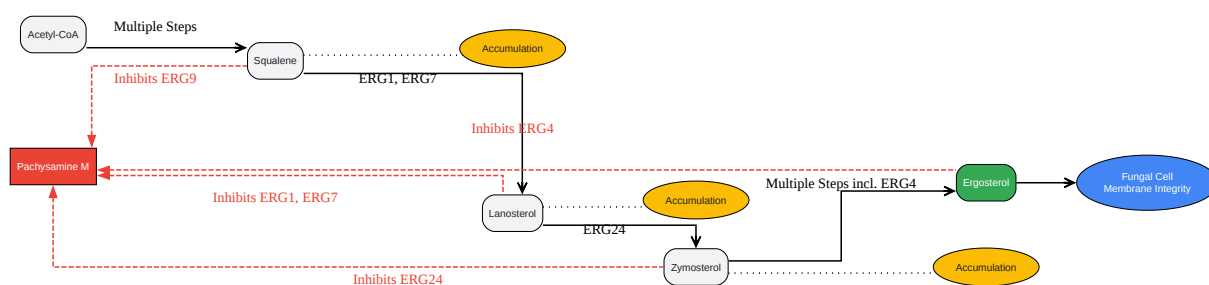 Acetyl-CoA
Multiple Steps
Squalene
Accumulation
Inhibits ERG9
ERG1, ERG7
Inhibits ERG4
Pachysamine M
Inhibits ERG1, ERG7
Lanosterol
Accumulation
ERG24
Multiple Steps incl. ERG4
Ergosterol
Fungal Cell
Membrane Integrity
Zymosterol
Accumulation
Inhibits ERG24